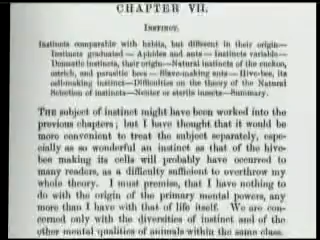 CHAPTER VII.
INSTINCT.
Instincts comparable with habits, but different in their origin—
Instincts graduated — Aphides and ants — Instincts variable—
Domestic instincts, their origin—Natural instincts of the cuckoo,
ostrich, and parasitic bees — Slave-making ants — Hive-bee, its
cell-making instinct—Difficulties on the theory of the Natural
Selection of instincts—Neuter or sterile insects—Summary.
THE subject of instinct might have been worked into the
previous chapters; but I have thought that it would be
more convenient to treat the subject separately, espe-
cially as so wonderful an instinct as that of the hive-
bee making its cells will probably have occurred to
many readers, as a difficulty sufficient to overthrow my
whole theory. I must premise, that I have nothing to
do with the origin of the primary mental powers, any
more than I have with that of life itself. We are con-
cerned only with the diversities of instinct and of the
other mental qualities of animals within the same class.